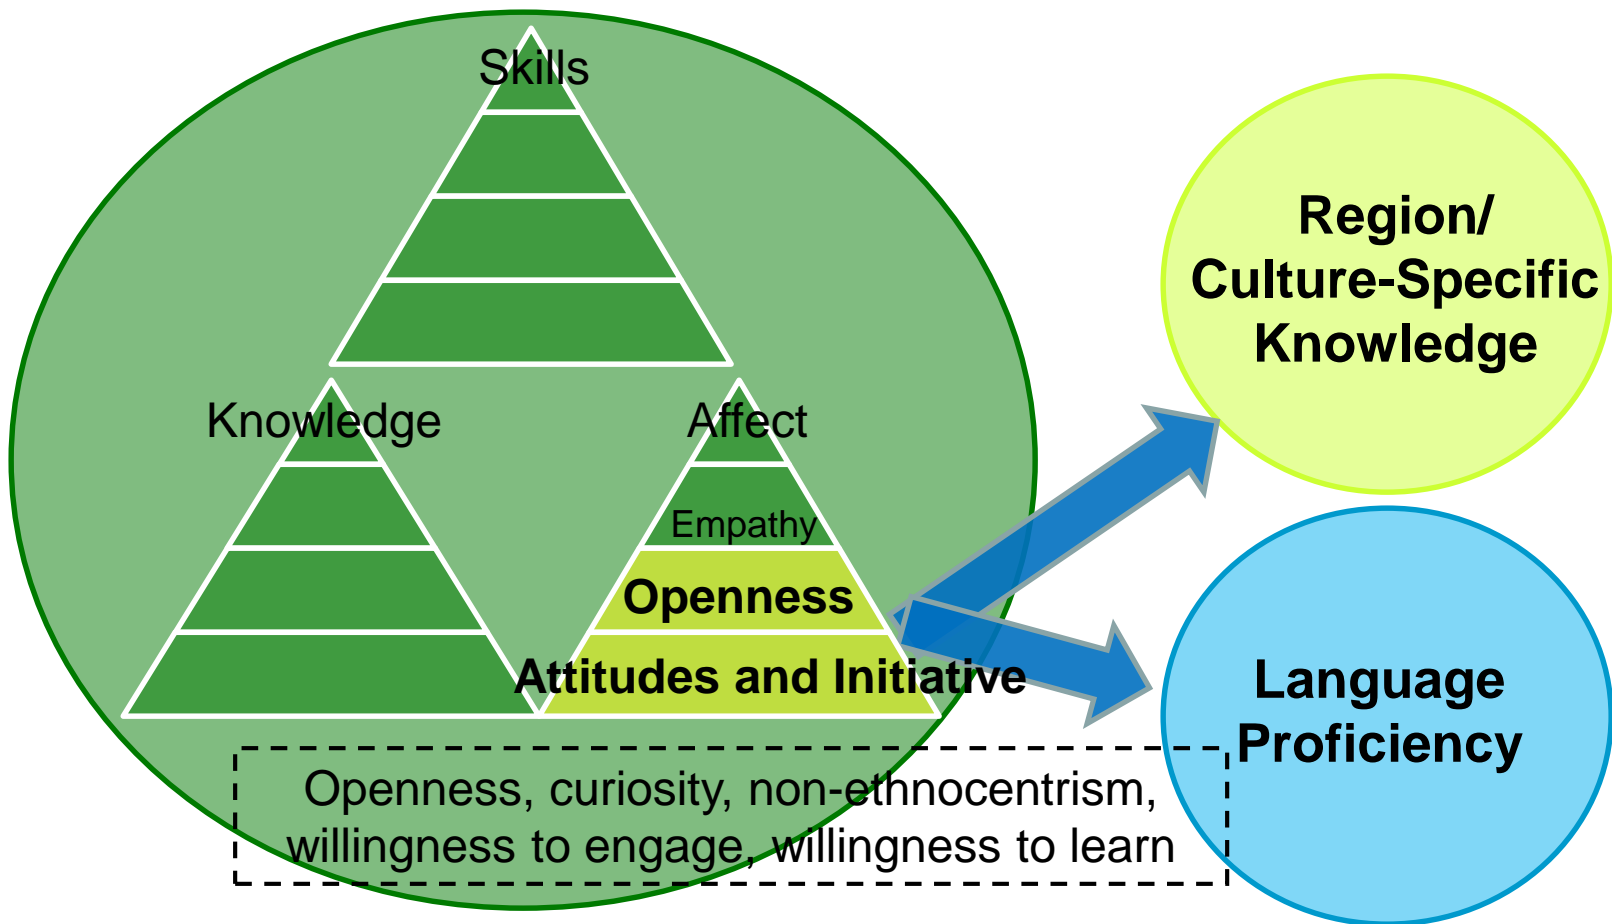 Skills
Knowledge
Affect
Empathy
Openness
Attitudes and Initiative
Openness, curiosity, non-ethnocentrism,
willingness to engage, willingness to learn
Region/
Culture-Specific
Knowledge
Language
Proficiency